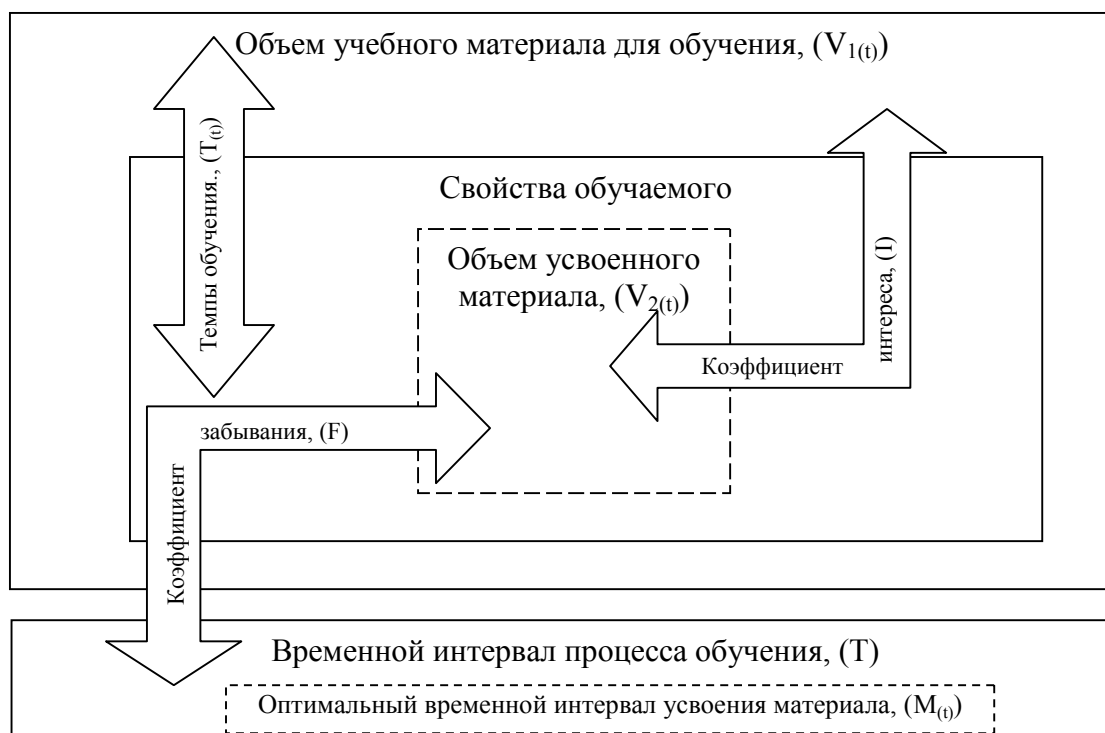 Объем учебного материала для обучения, (V1(t))
Темпы обучения., (T(t))
Свойства обучаемого
Объем усвоенного
материала, (V2(t))
интереса, (I)
Коэффициент
забывания, (F)
Коэффициент
Временной интервал процесса обучения, (T)
Оптимальный временной интервал усвоения материала, (M(t))